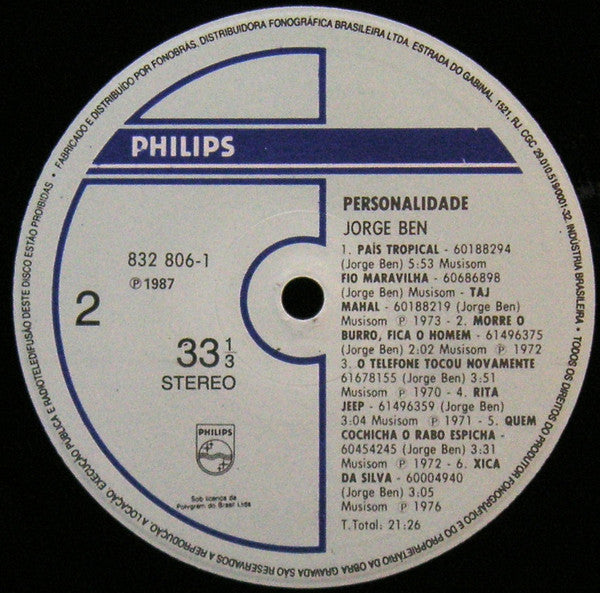 • FABRICADO E DISTRIBUÍDO POR FONOBRAS, DISTRIBUIDORA FONOGRÁFICA BRASILEIRA LTDA. ESTRADA DO GABINAL, 1521, RJ, CGC 29.010.519/0001-32. INDÚSTRIA BRASILEIRA • TODOS OS DIREITOS DO PRODUTOR FONOGRÁFICO E DO PROPRIETÁRIO DA OBRA GRAVADA SÃO RESERVADOS A REPRODUÇÃO, A LOCAÇÃO, EXECUÇÃO PÚBLICA E RADIOTELEDIFUSÃO DESTE DISCO ESTÃO PROIBIDAS
PHILIPS
832 806-1
℗ 1987
2
33 1/3
STEREO
PHILIPS
Sob licença da
Polygram do Brasil Ltda
PERSONALIDADE
JORGE BEN
1. PAÍS TROPICAL - 60188294
(Jorge Ben) 5:53 Musisom
FIO MARAVILHA - 60686898
(Jorge Ben) Musisom - TAJ
MAHAL - 60188219 (Jorge Ben)
Musisom ℗ 1973 - 2. MORRE O
BURRO, FICA O HOMEM - 61496375
(Jorge Ben) 2:02 Musisom ℗ 1972
3. O TELEFONE TOCOU NOVAMENTE
61678155 (Jorge Ben) 3:51
Musisom ℗ 1970 - 4. RITA
JEEP - 61496359 (Jorge Ben)
3:04 Musisom ℗ 1971 - 5. QUEM
COCHICHA O RABO ESPICHA -
60454245 (Jorge Ben) 3:31
Musisom ℗ 1972 - 6. XICA
DA SILVA - 60004940
(Jorge Ben) 3:05
Musisom ℗ 1976
T.Total: 21:26